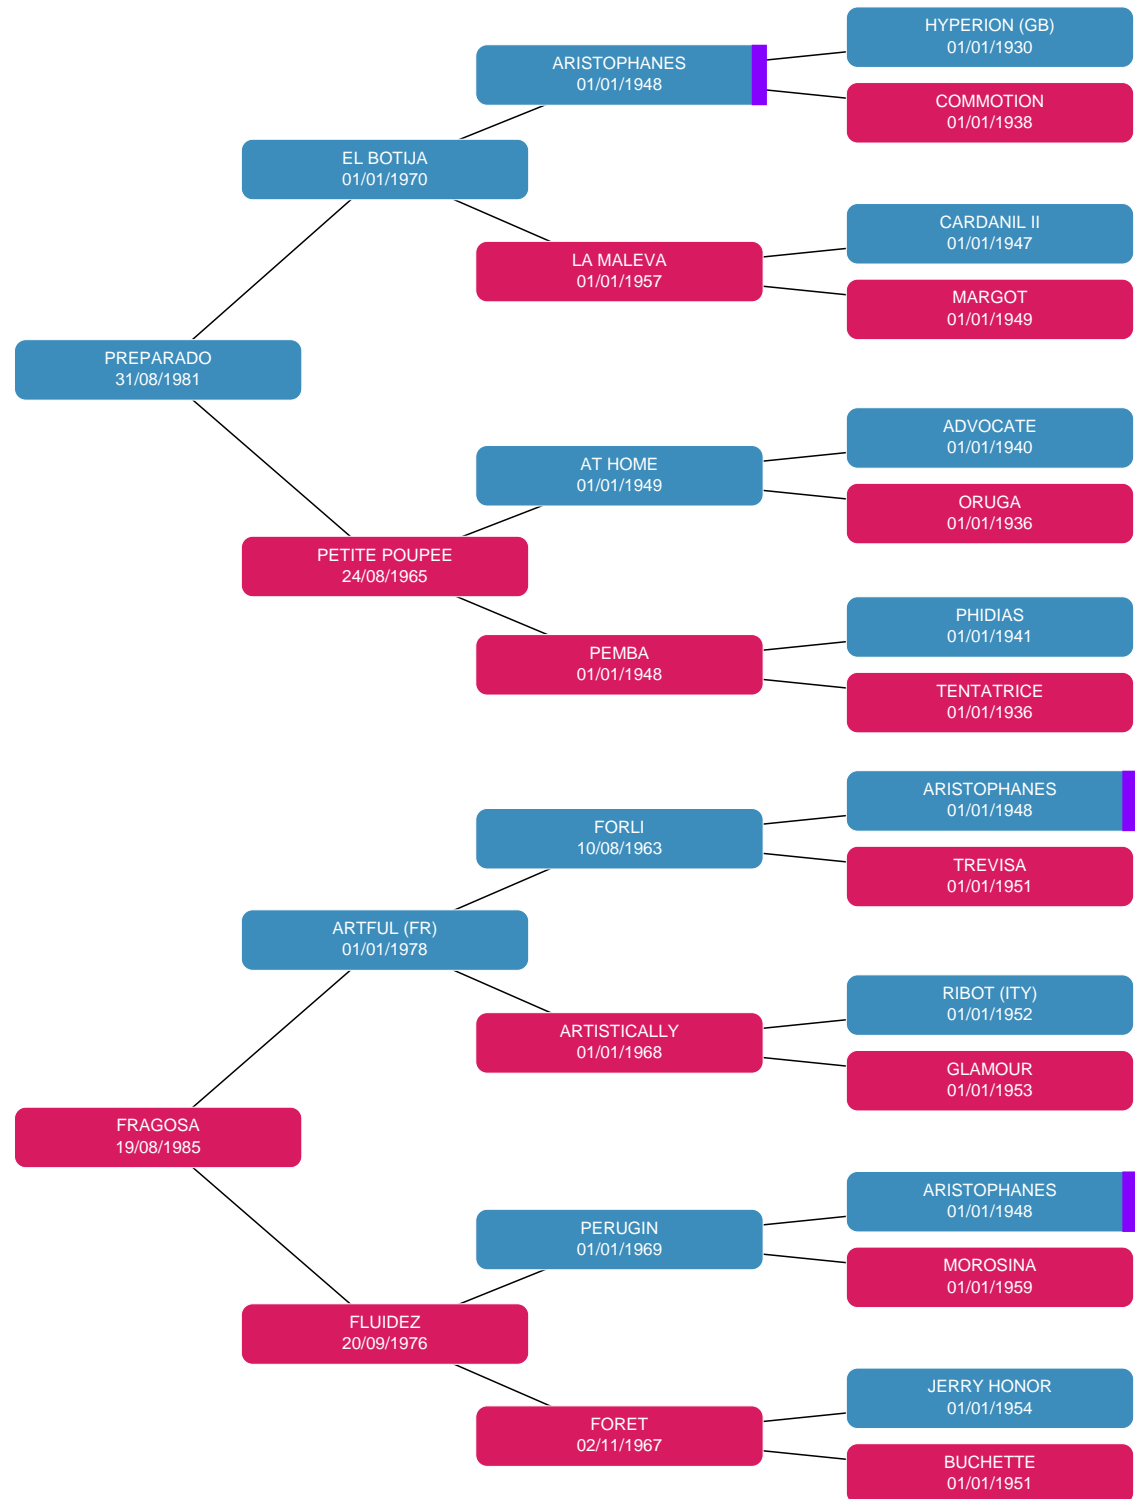 HYPERION (GB)
01/01/1930
ARISTOPHANES
01/01/1948
COMMOTION
01/01/1938
EL BOTIJA
01/01/1970
CARDANIL II
01/01/1947
LA MALEVA
01/01/1957
MARGOT
01/01/1949
PREPARADO
31/08/1981
ADVOCATE
01/01/1940
AT HOME
01/01/1949
ORUGA
01/01/1936
PETITE POUPEE
24/08/1965
PHIDIAS
01/01/1941
PEMBA
01/01/1948
TENTATRICE
01/01/1936
ARISTOPHANES
01/01/1948
FORLI
10/08/1963
TREVISA
01/01/1951
ARTFUL (FR)
01/01/1978
RIBOT (ITY)
01/01/1952
ARTISTICALLY
01/01/1968
GLAMOUR
01/01/1953
FRAGOSA
19/08/1985
ARISTOPHANES
01/01/1948
PERUGIN
01/01/1969
MOROSINA
01/01/1959
FLUIDEZ
20/09/1976
JERRY HONOR
01/01/1954
FORET
02/11/1967
BUCHETTE
01/01/1951